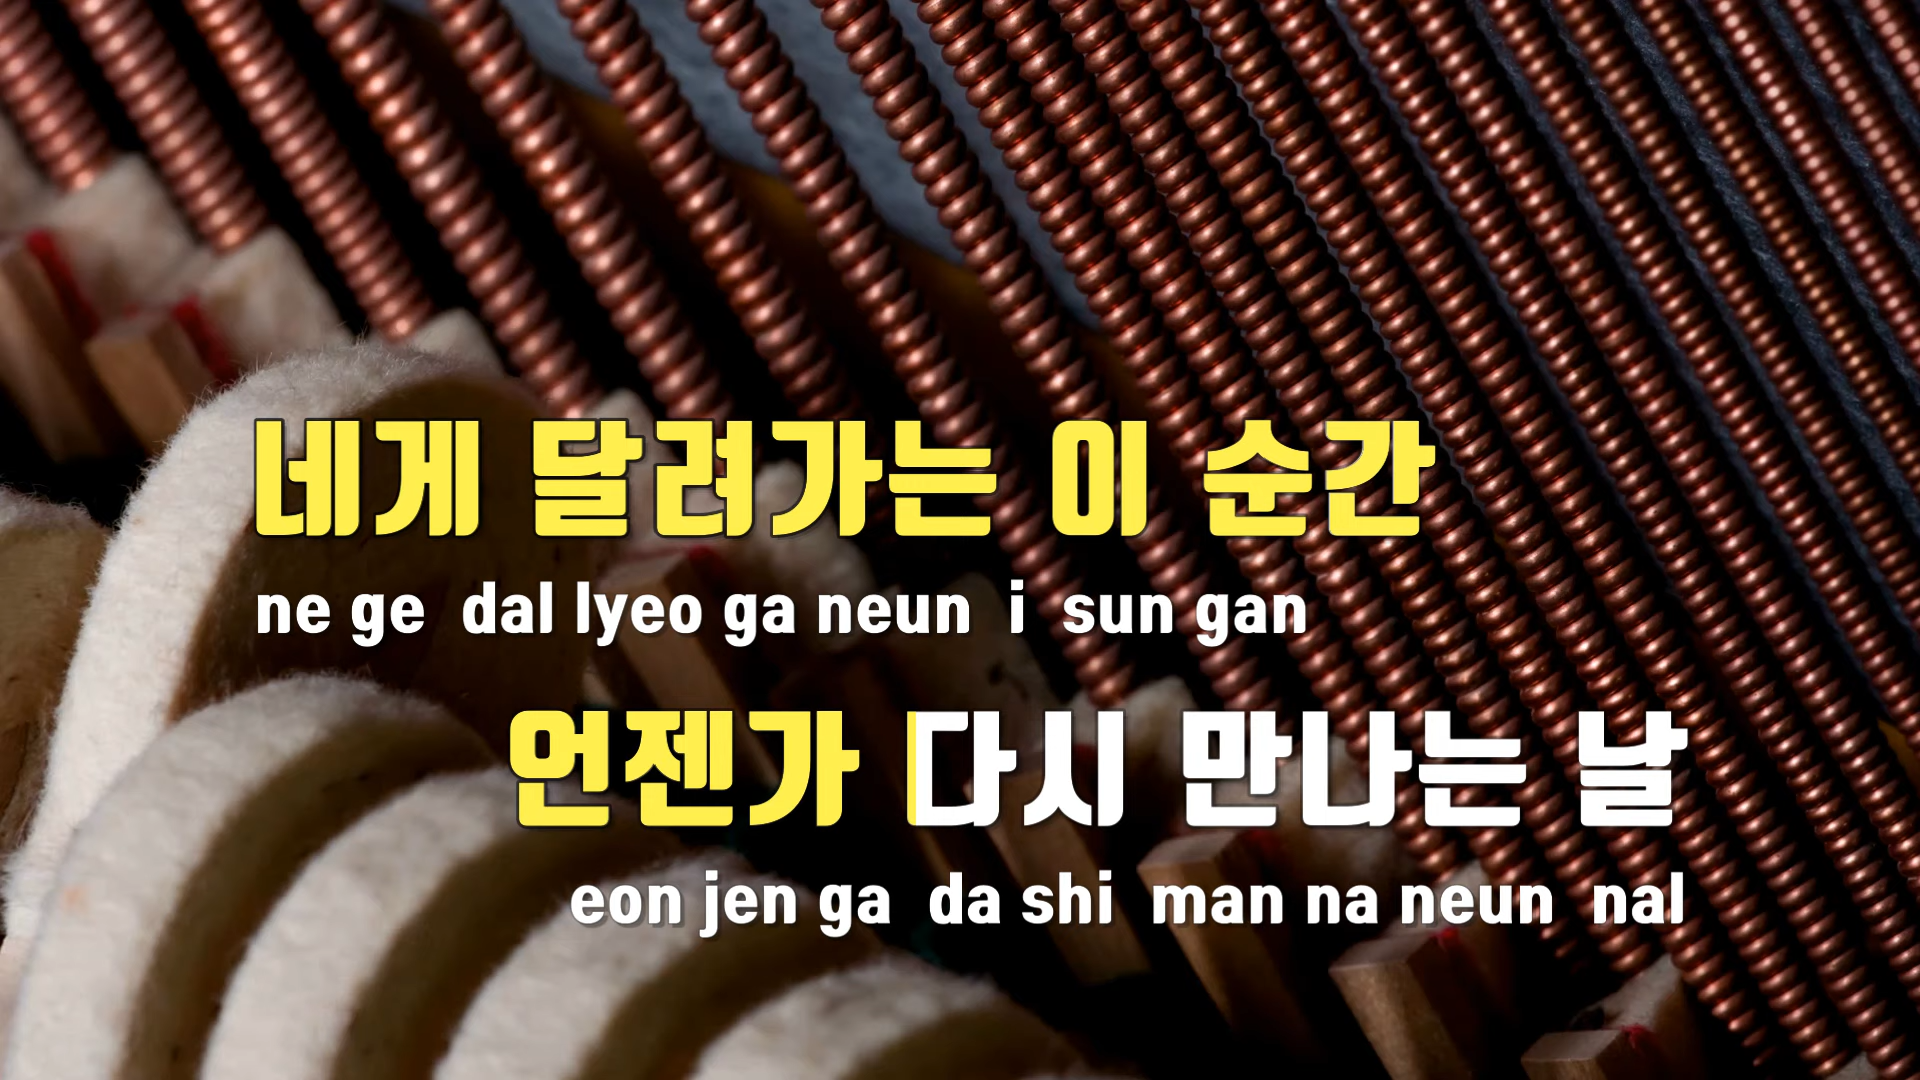 네게 달려가는 이 순간
ne ge dal lyeo ga neun i sun gan
언젠가 다시 만나는 날
eon jen ga da shi man na neun nal